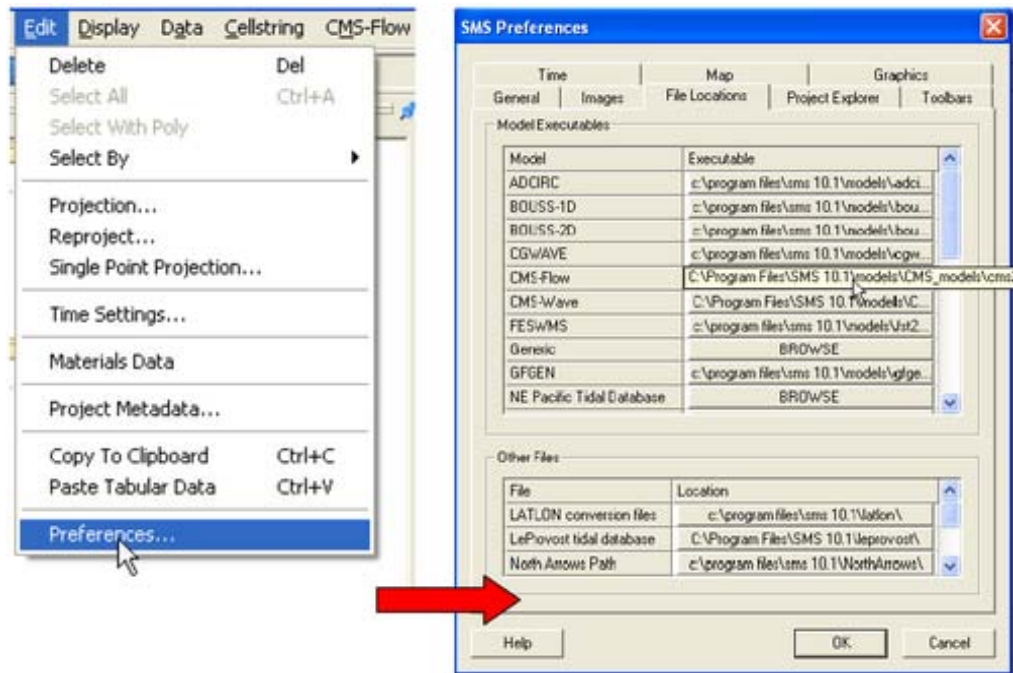 Edit Display Data Cellstring CMS-Flow
Delete Del
Select All Ctrl+A
Select With Poly
Select By
Projection...
Reproject...
Single Point Projection...
Time Settings...
Materials Data
Project Metadata...
Copy To Clipboard Ctrl+C
Paste Tabular Data Ctrl+V
Preferences...
SMS Preferences
Time Map Graphics
General Images File Locations Project Explorer Toolbars
Model Executables
Model Executable
ADCIRC c:\program files\sms 10.1\models\adci...
BOUSS-1D c:\program files\sms 10.1\models\bou...
BOUSS-2D c:\program files\sms 10.1\models\bou...
CGWAVE c:\program files\sms 10.1\models\cgw...
CMS-Flow C:\Program Files\SMS 10.1\models\CMS_models\cms2
CMS-Wave C:\Program Files\SMS 10.1\models\C...
FESWMS c:\program files\sms 10.1\models\fst2...
Generic BROWSE
GFGEN c:\program files\sms 10.1\models\gfge...
NE Pacific Tidal Database BROWSE
Other Files
File Location
LATLON conversion files c:\program files\sms 10.1\latlon\
LeProvost tidal database C:\Program Files\SMS 10.1\leprovost\
North Arrows Path c:\program files\sms 10.1\NorthArrows\
Help OK Cancel